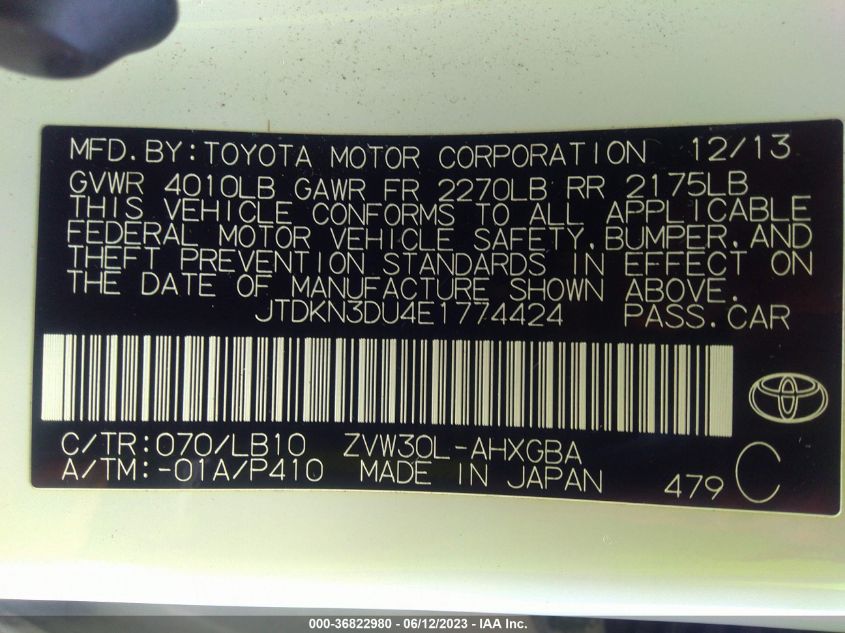 MFD.BY:TOYOTA MOTOR CORPORATION 12/13
GVWR 4010LB GAWR FR 2270LB RR 2175LB
THIS VEHICLE CONFORMS TO ALL APPLICABLE
FEDERAL MOTOR VEHICLE SAFETY,BUMPER,AND
THEFT PREVENTION STANDARDS IN EFFECT ON
THE DATE OF MANUFACTURE SHOWN ABOVE.
JTDKN3DU4E1774424 PASS.CAR
C/TR:070/LB10 ZVW30L-AHXGBA
A/TM:-01A/P410 MADE IN JAPAN 479 C
000-36822980 - 06/12/2023 - IAA Inc.